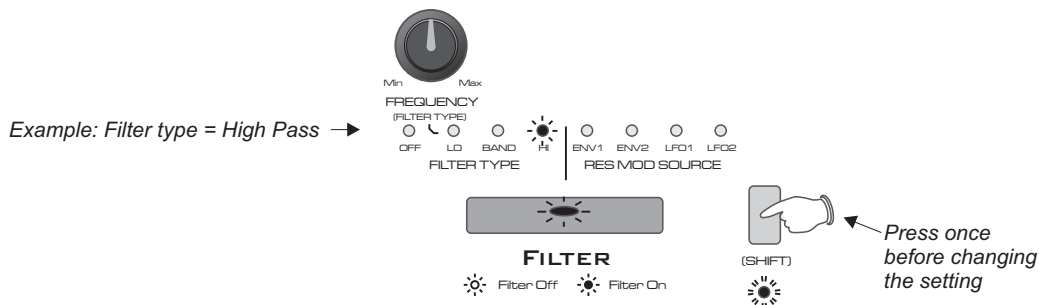 Min Max
FREQUENCY
(FILTER TYPE)
Example: Filter type = High Pass
OFF LO BAND HI ENV1 ENV2 LFO1 LFO2
FILTER TYPE RES MOD SOURCE
FILTER
Filter Off Filter On
(SHIFT)
Press once
before changing
the setting